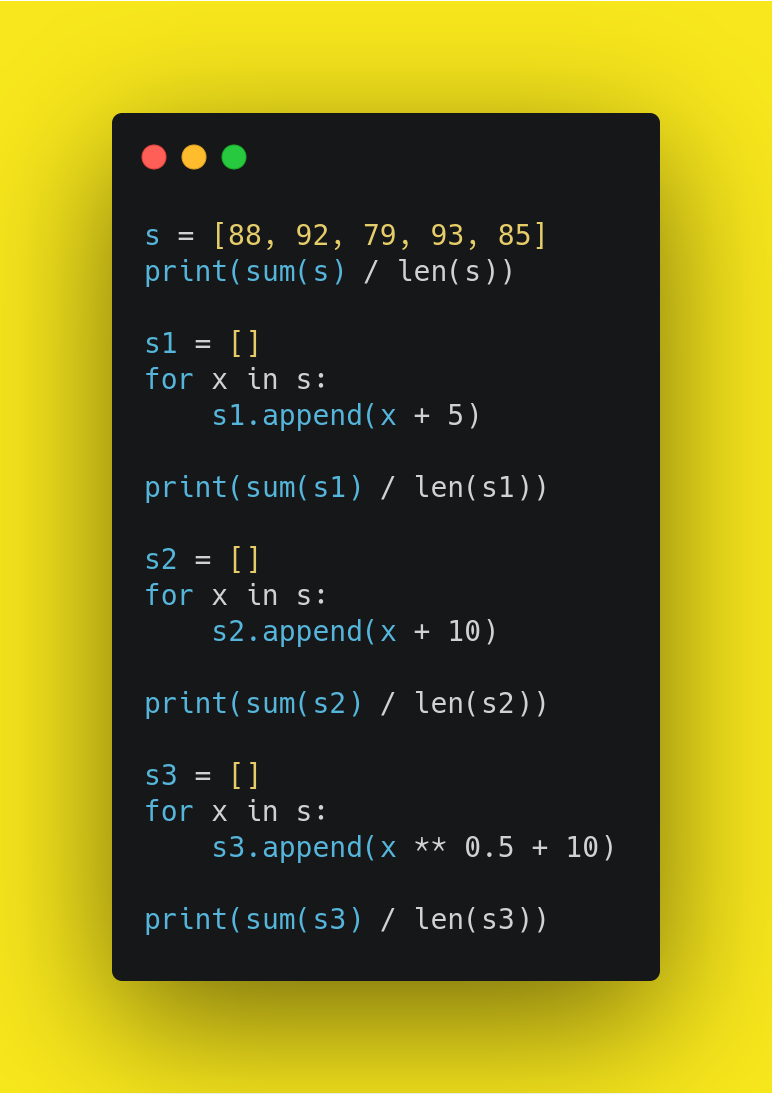 s = [88, 92, 79, 93, 85]
print(sum(s) / len(s))

s1 = []
for x in s:
    s1.append(x + 5)

print(sum(s1) / len(s1))

s2 = []
for x in s:
    s2.append(x + 10)

print(sum(s2) / len(s2))

s3 = []
for x in s:
    s3.append(x ** 0.5 + 10)

print(sum(s3) / len(s3))